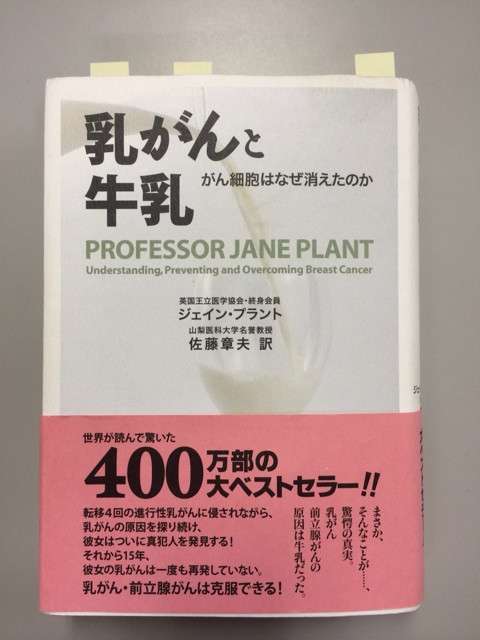 乳がんと
牛乳
がん細胞はなぜ消えたのか
PROFESSOR JANE PLANT
Understanding, Preventing and Overcoming Breast Cancer
英国王立医学協会・終身会員
ジェイン・プラント
山梨医科大学名誉教授
佐藤章夫 訳
世界が読んで驚いた
400万部の
大ベストセラー!!
転移4回の進行性乳がんに侵されながら、
乳がんの原因を探り続け、
彼女はついに真犯人を発見する!
それから15年、
彼女の乳がんは一度も再発していない。
乳がん・前立腺がんは克服できる!
まさか、
そんなことが……、
驚愕の真実。
乳がん
前立腺がんの
原因は牛乳だった。